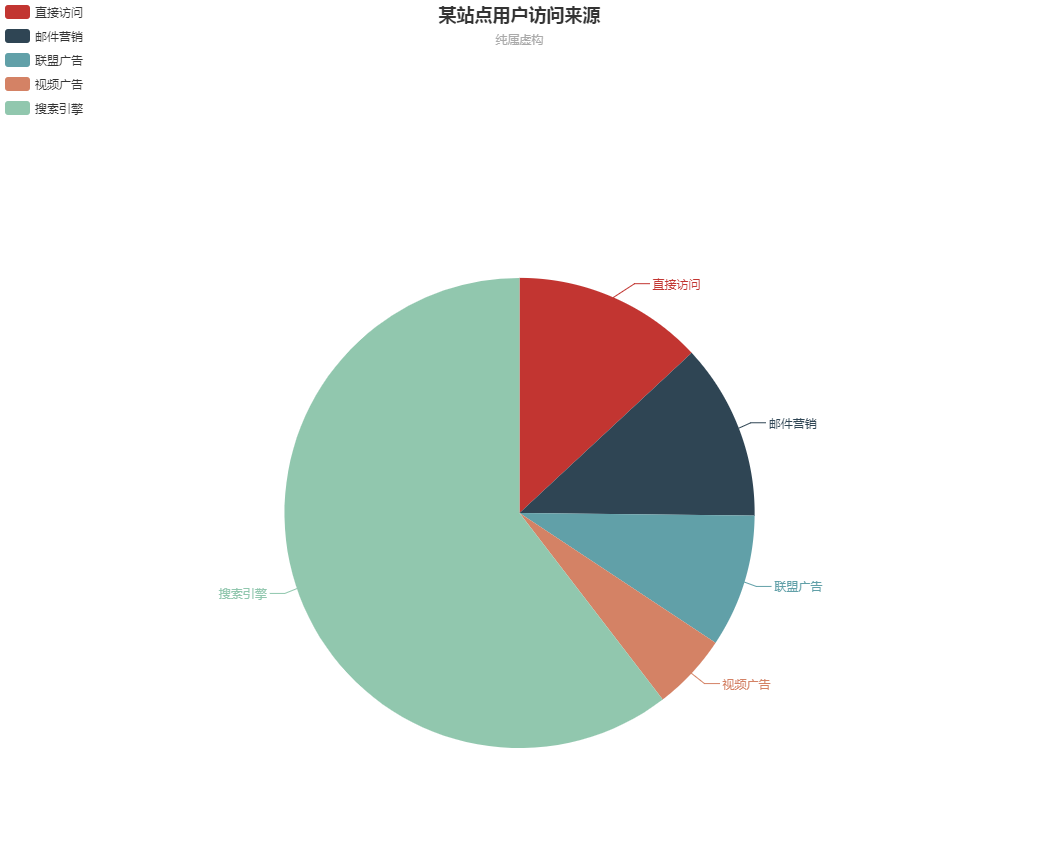 某站点用户访问来源
纯属虚构
直接访问
邮件营销
联盟广告
视频广告
搜索引擎
直接访问
邮件营销
联盟广告
视频广告
搜索引擎